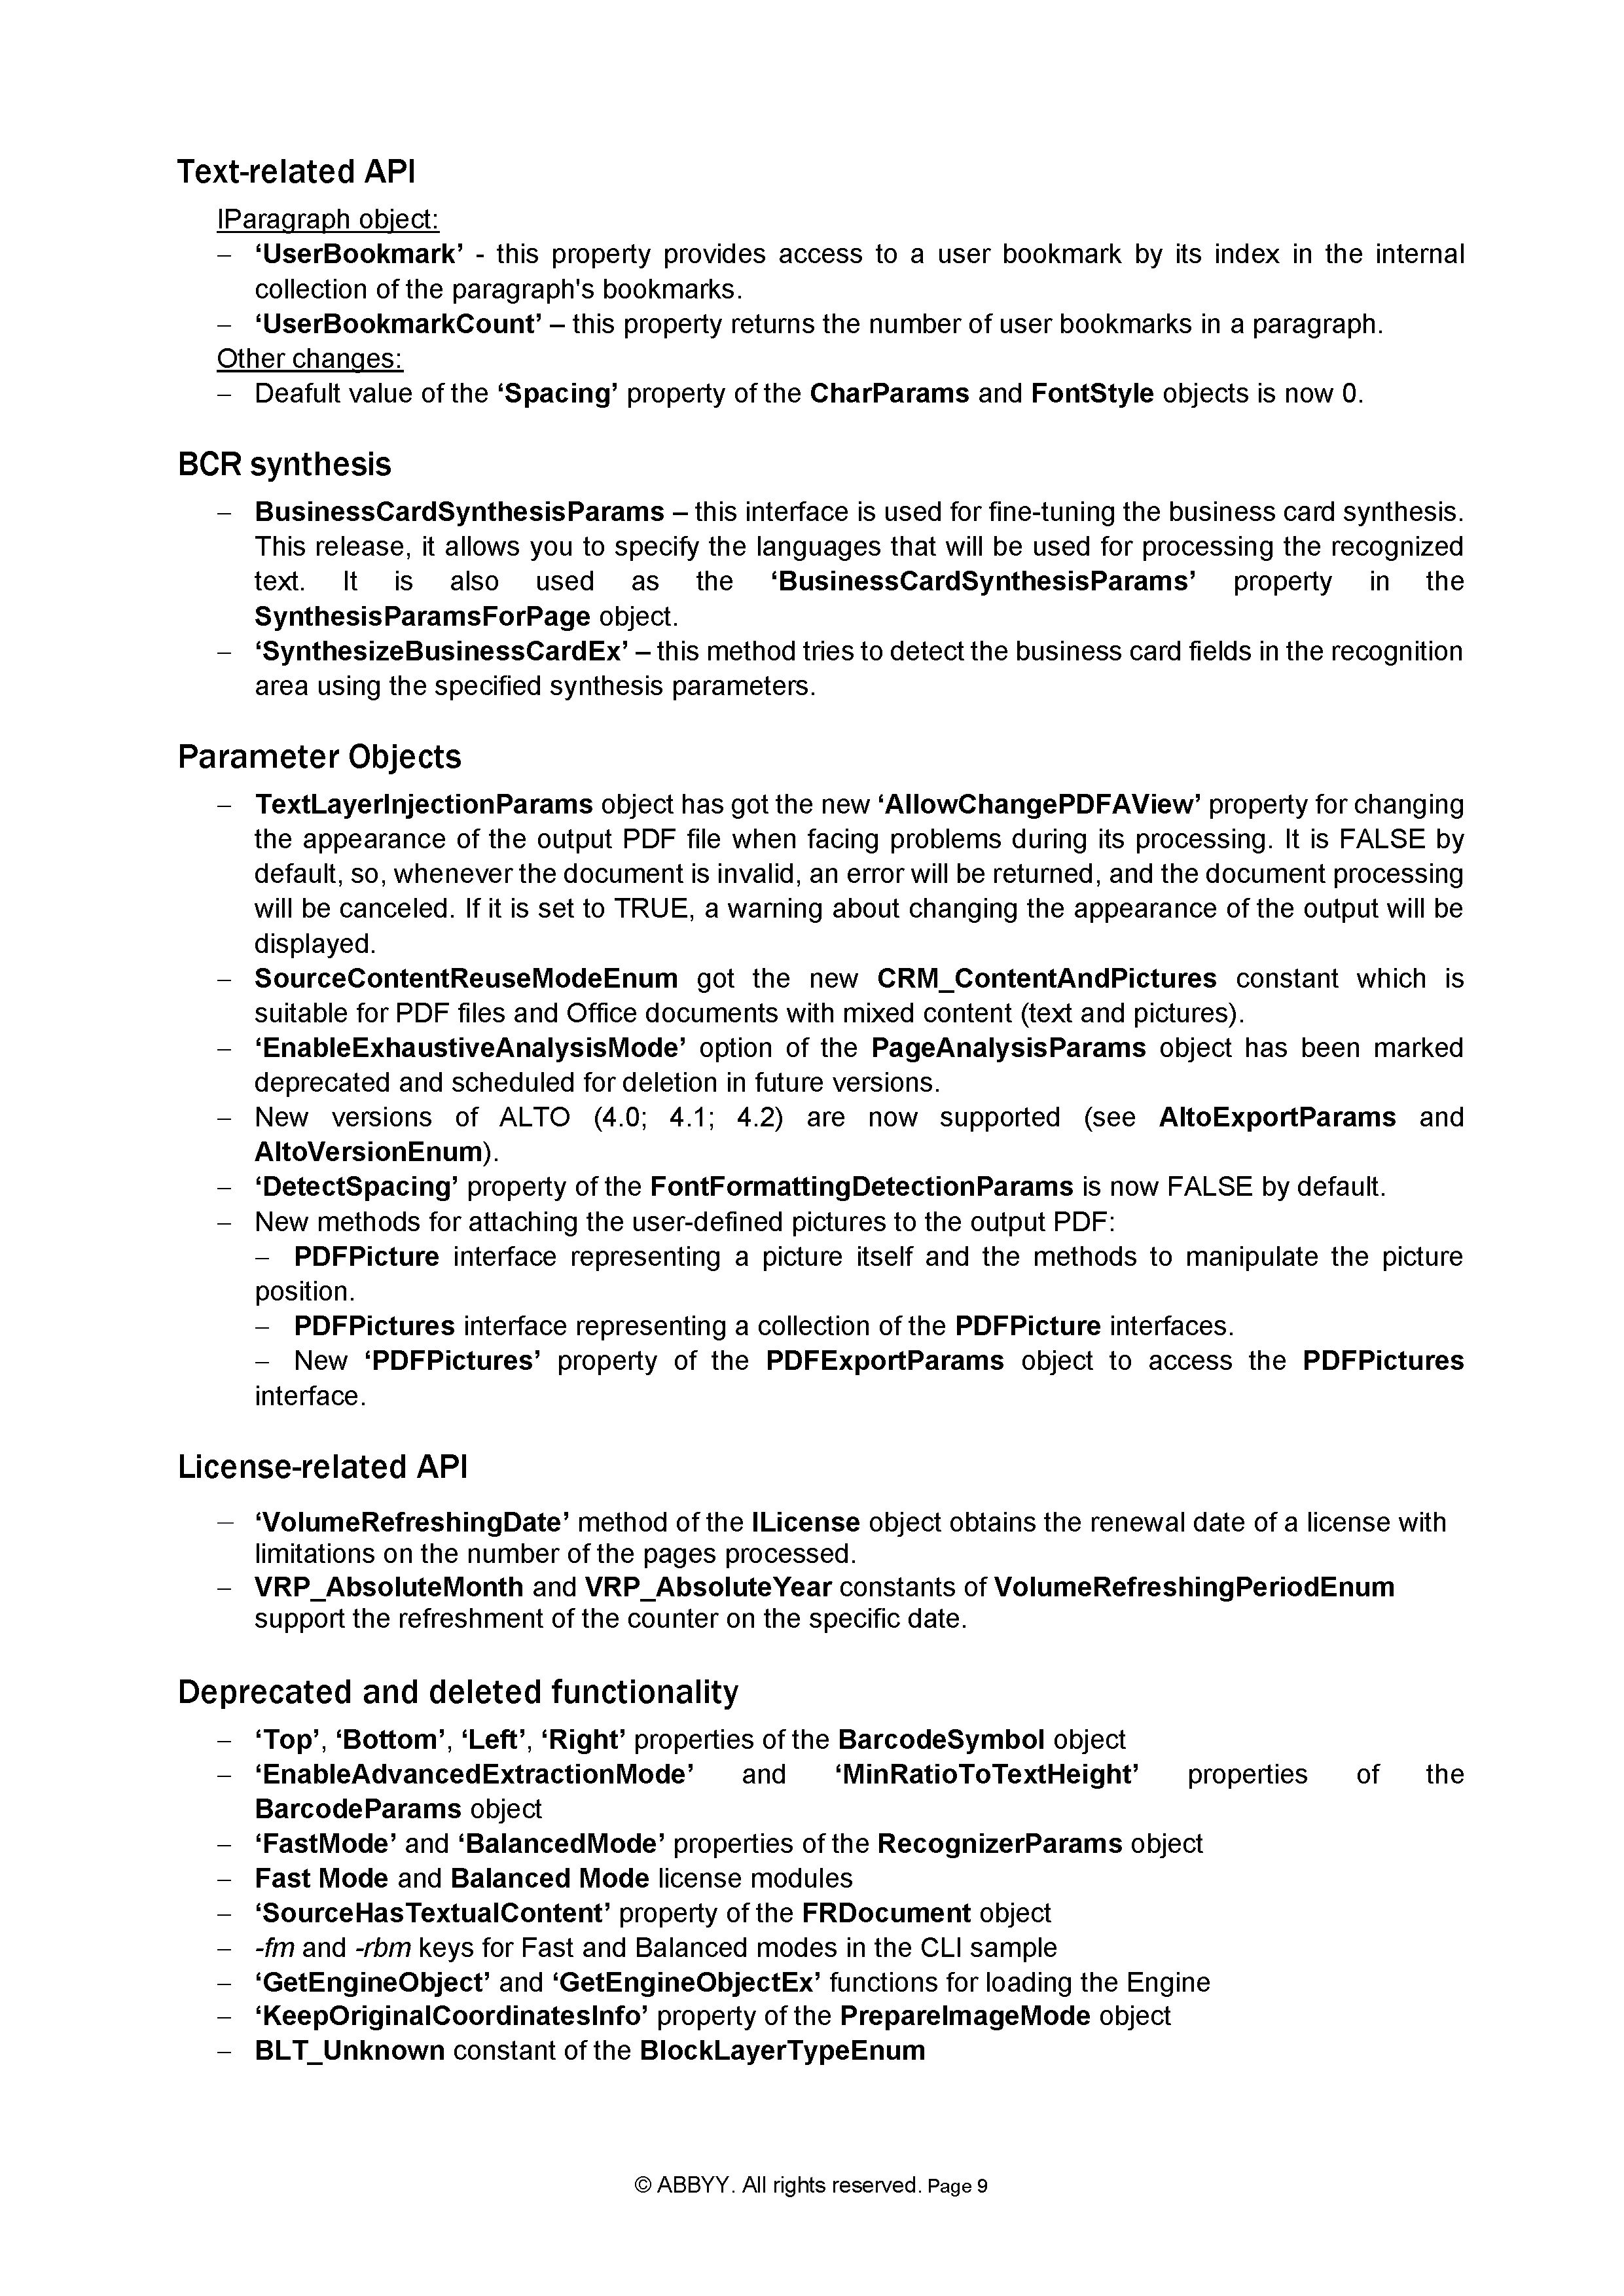 Text-related API
IParagraph object:
– ‘UserBookmark’ - this property provides access to a user bookmark by its index in the internal
collection of the paragraph's bookmarks.
– ‘UserBookmarkCount’ – this property returns the number of user bookmarks in a paragraph.
Other changes:
– Deafult value of the ‘Spacing’ property of the CharParams and FontStyle objects is now 0.
BCR synthesis
– BusinessCardSynthesisParams – this interface is used for fine-tuning the business card synthesis.
This release, it allows you to specify the languages that will be used for processing the recognized
text. It is also used as the ‘BusinessCardSynthesisParams’ property in the
SynthesisParamsForPage object.
– ‘SynthesizeBusinessCardEx’ – this method tries to detect the business card fields in the recognition
area using the specified synthesis parameters.
Parameter Objects
– TextLayerInjectionParams object has got the new ‘AllowChangePDFAView’ property for changing
the appearance of the output PDF file when facing problems during its processing. It is FALSE by
default, so, whenever the document is invalid, an error will be returned, and the document processing
will be canceled. If it is set to TRUE, a warning about changing the appearance of the output will be
displayed.
– SourceContentReuseModeEnum got the new CRM_ContentAndPictures constant which is
suitable for PDF files and Office documents with mixed content (text and pictures).
– ‘EnableExhaustiveAnalysisMode’ option of the PageAnalysisParams object has been marked
deprecated and scheduled for deletion in future versions.
– New versions of ALTO (4.0; 4.1; 4.2) are now supported (see AltoExportParams and
AltoVersionEnum).
– ‘DetectSpacing’ property of the FontFormattingDetectionParams is now FALSE by default.
– New methods for attaching the user-defined pictures to the output PDF:
– PDFPicture interface representing a picture itself and the methods to manipulate the picture
position.
– PDFPictures interface representing a collection of the PDFPicture interfaces.
– New ‘PDFPictures’ property of the PDFExportParams object to access the PDFPictures
interface.
License-related API
– ‘VolumeRefreshingDate’ method of the ILicense object obtains the renewal date of a license with
limitations on the number of the pages processed.
– VRP_AbsoluteMonth and VRP_AbsoluteYear constants of VolumeRefreshingPeriodEnum
support the refreshment of the counter on the specific date.
Deprecated and deleted functionality
– ‘Top’, ‘Bottom’, ‘Left’, ‘Right’ properties of the BarcodeSymbol object
– ‘EnableAdvancedExtractionMode’ and ‘MinRatioToTextHeight’ properties of the
BarcodeParams object
– ‘FastMode’ and ‘BalancedMode’ properties of the RecognizerParams object
– Fast Mode and Balanced Mode license modules
– ‘SourceHasTextualContent’ property of the FRDocument object
– -fm and -rbm keys for Fast and Balanced modes in the CLI sample
– ‘GetEngineObject’ and ‘GetEngineObjectEx’ functions for loading the Engine
– ‘KeepOriginalCoordinatesInfo’ property of the PrepareImageMode object
– BLT_Unknown constant of the BlockLayerTypeEnum
© ABBYY. All rights reserved. Page 9